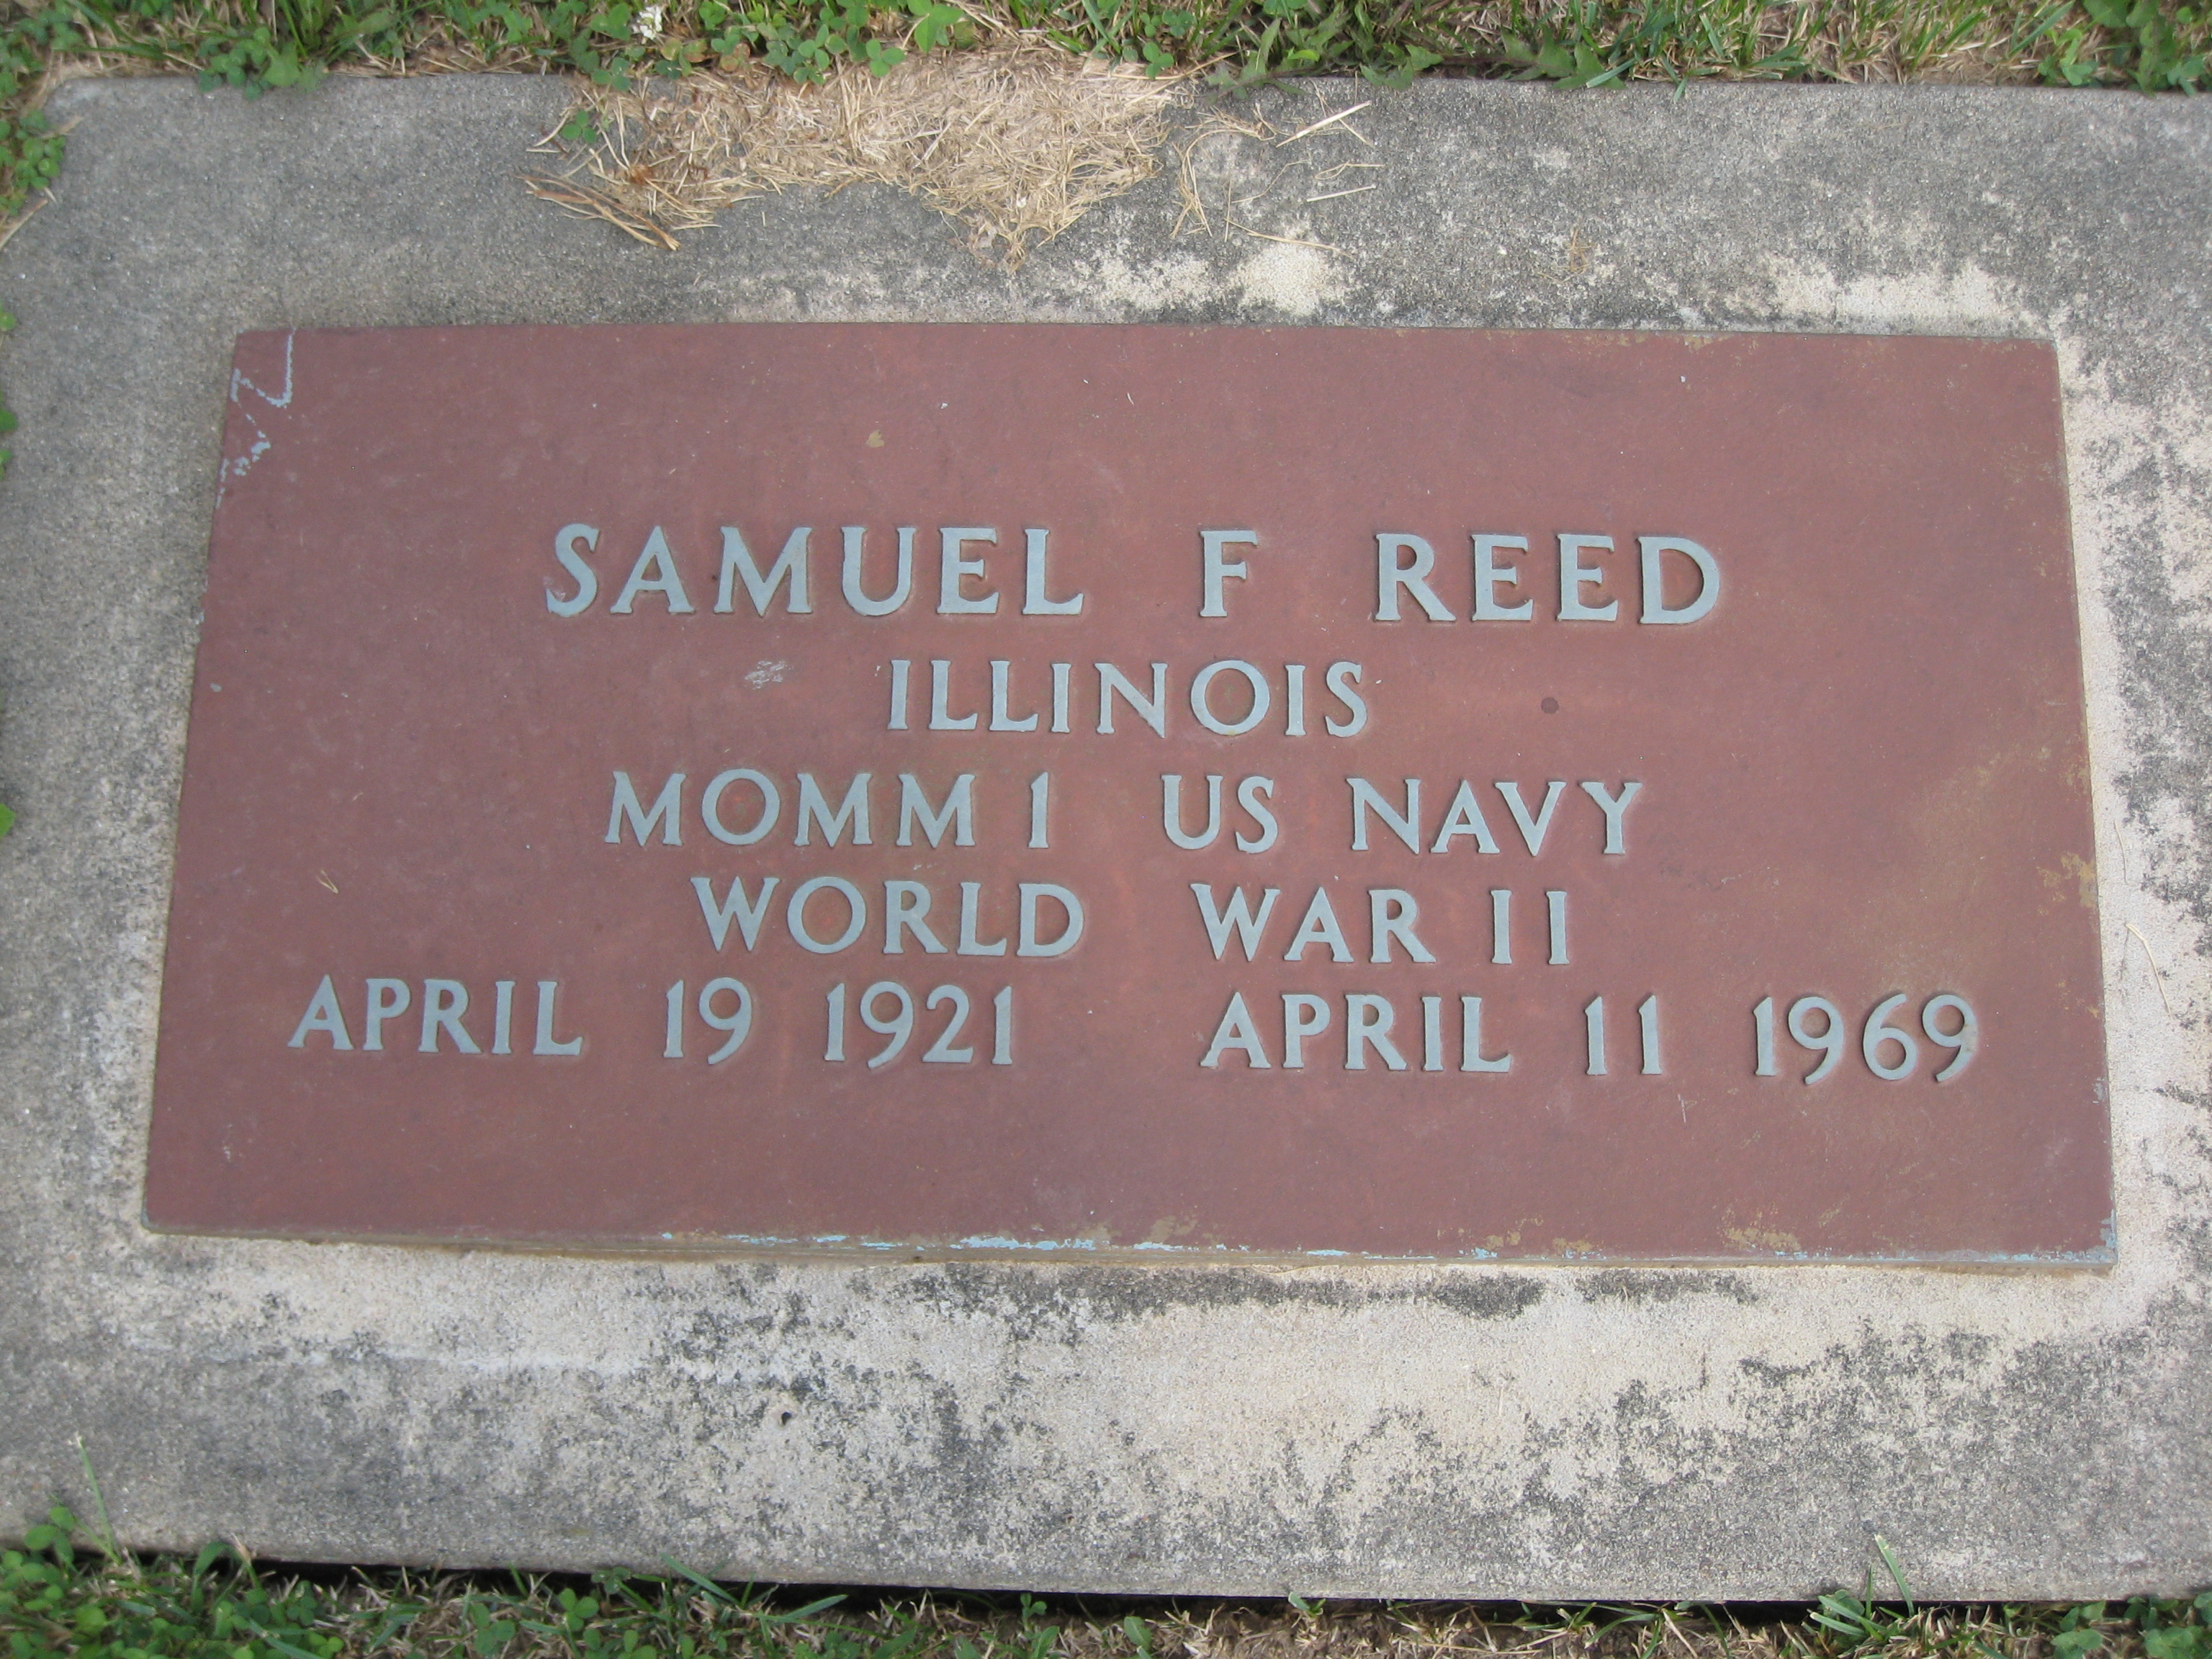 SAMUEL F REED
ILLINOIS
MOMM1 US NAVY
WORLD WAR II
APRIL 19 1921 APRIL 11 1969